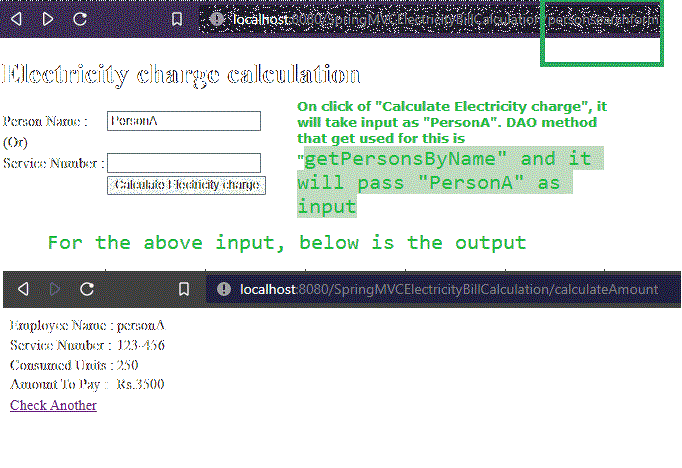 localhost:8080/SpringMVCElectricityBillCalculation/personsearchform
Electricity charge calculation
Person Name : PersonA
(Or)
Service Number :
Calculate Electricity charge
On click of "Calculate Electricity charge", it
will take input as "PersonA". DAO method
that get used for this is
"getPersonsByName" and it
will pass "PersonA" as
input
For the above input, below is the output
localhost:8080/SpringMVCElectricityBillCalculation/calculateAmount
Employee Name : personA
Service Number : 123-456
Consumed Units : 250
Amount To Pay : Rs.3500
Check Another